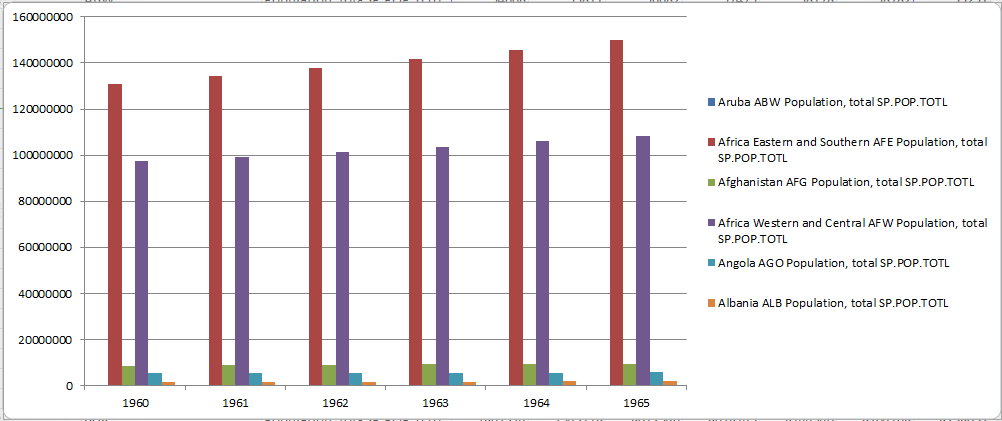 160000000
140000000
120000000
100000000
80000000
60000000
40000000
20000000
0
1960 1961 1962 1963 1964 1965
Aruba ABW Population, total SP.POP.TOTL
Africa Eastern and Southern AFE Population, total
SP.POP.TOTL
Afghanistan AFG Population, total SP.POP.TOTL
Africa Western and Central AFW Population, total
SP.POP.TOTL
Angola AGO Population, total SP.POP.TOTL
Albania ALB Population, total SP.POP.TOTL